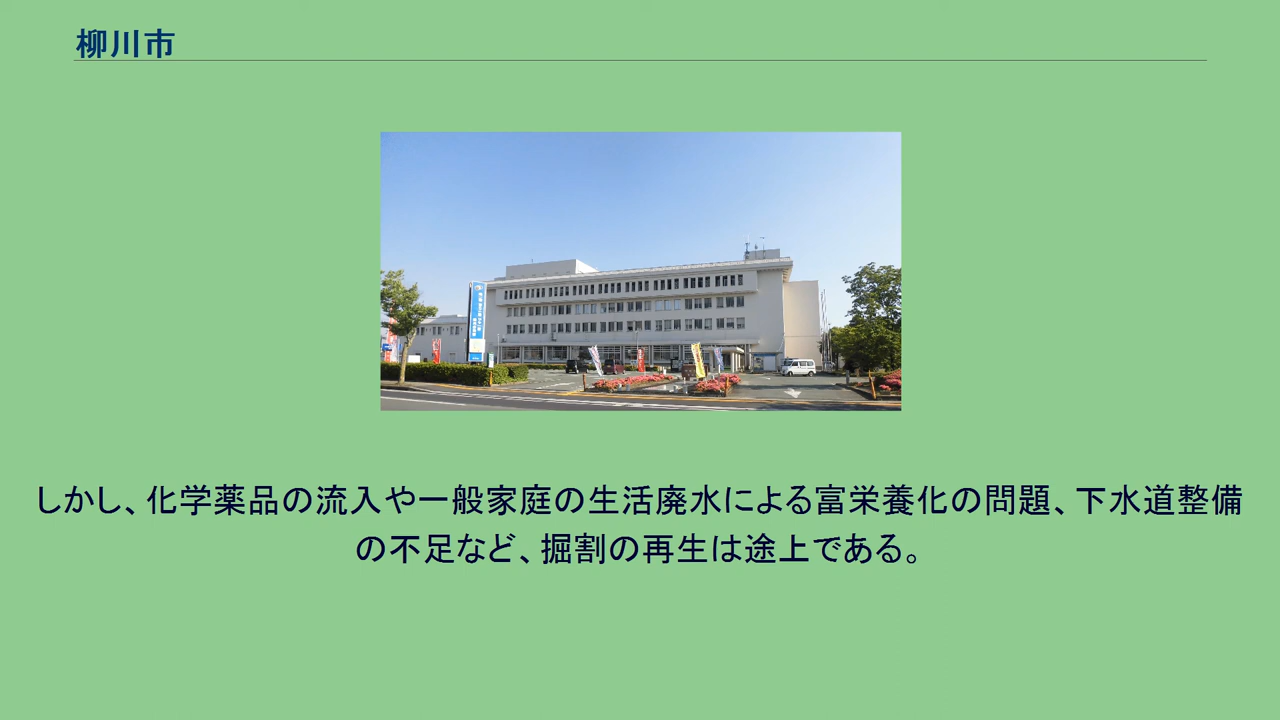 柳川市
しかし、化学薬品の流入や一般家庭の生活廃水による富栄養化の問題、下水道整備
の不足など、掘割の再生は途上である。